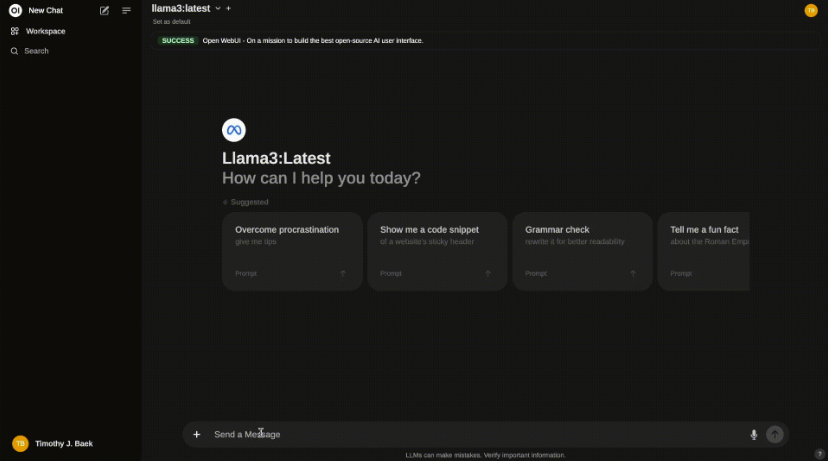 OI New Chat
Workspace
Search
llama3:latest
Set as default
TB
SUCCESS Open WebUI - On a mission to build the best open-source AI user interface.
Llama3:Latest
How can I help you today?
Suggested
Overcome procrastination
give me tips
Prompt
Show me a code snippet
of a website's sticky header
Prompt
Grammar check
rewrite it for better readability
Prompt
Tell me a fun fact
about the Roman Emp
Prompt
+ Send a Message
TB Timothy J. Baek
LLMs can make mistakes. Verify important information.
?